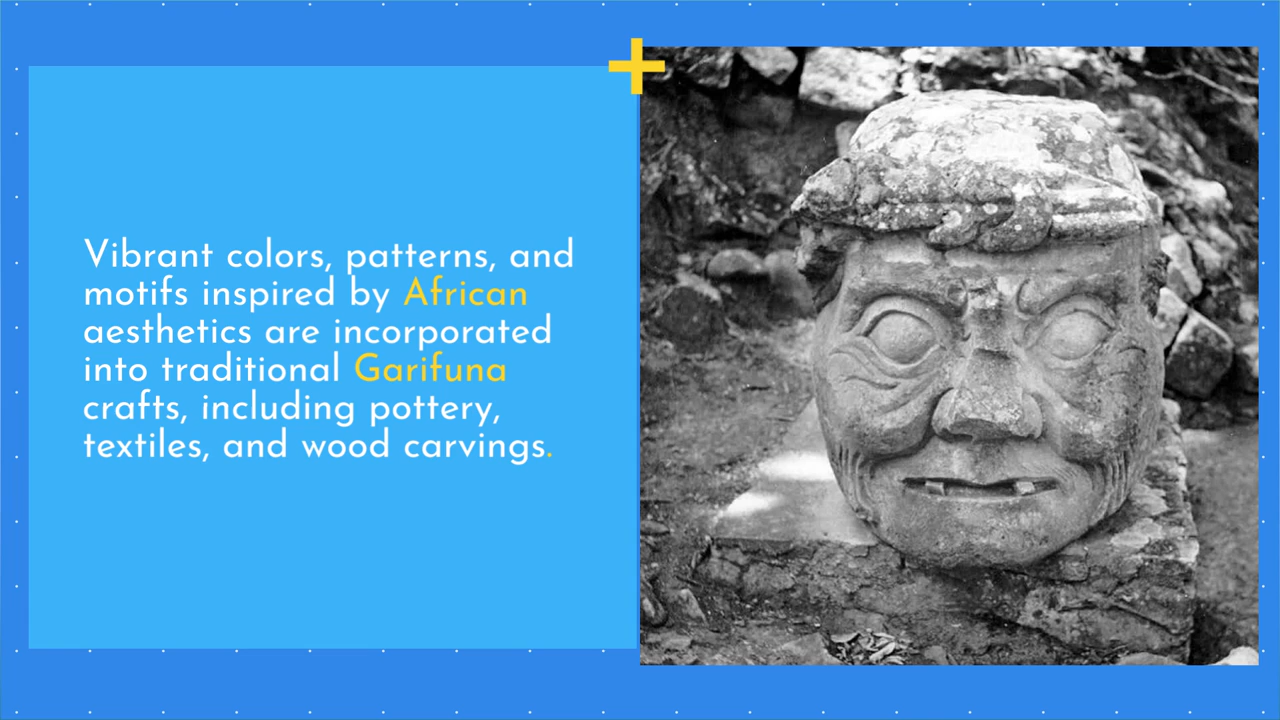 Vibrant colors, patterns, and
motifs inspired by African
aesthetics are incorporated
into traditional Garifuna
crafts, including pottery,
textiles, and wood carvings.